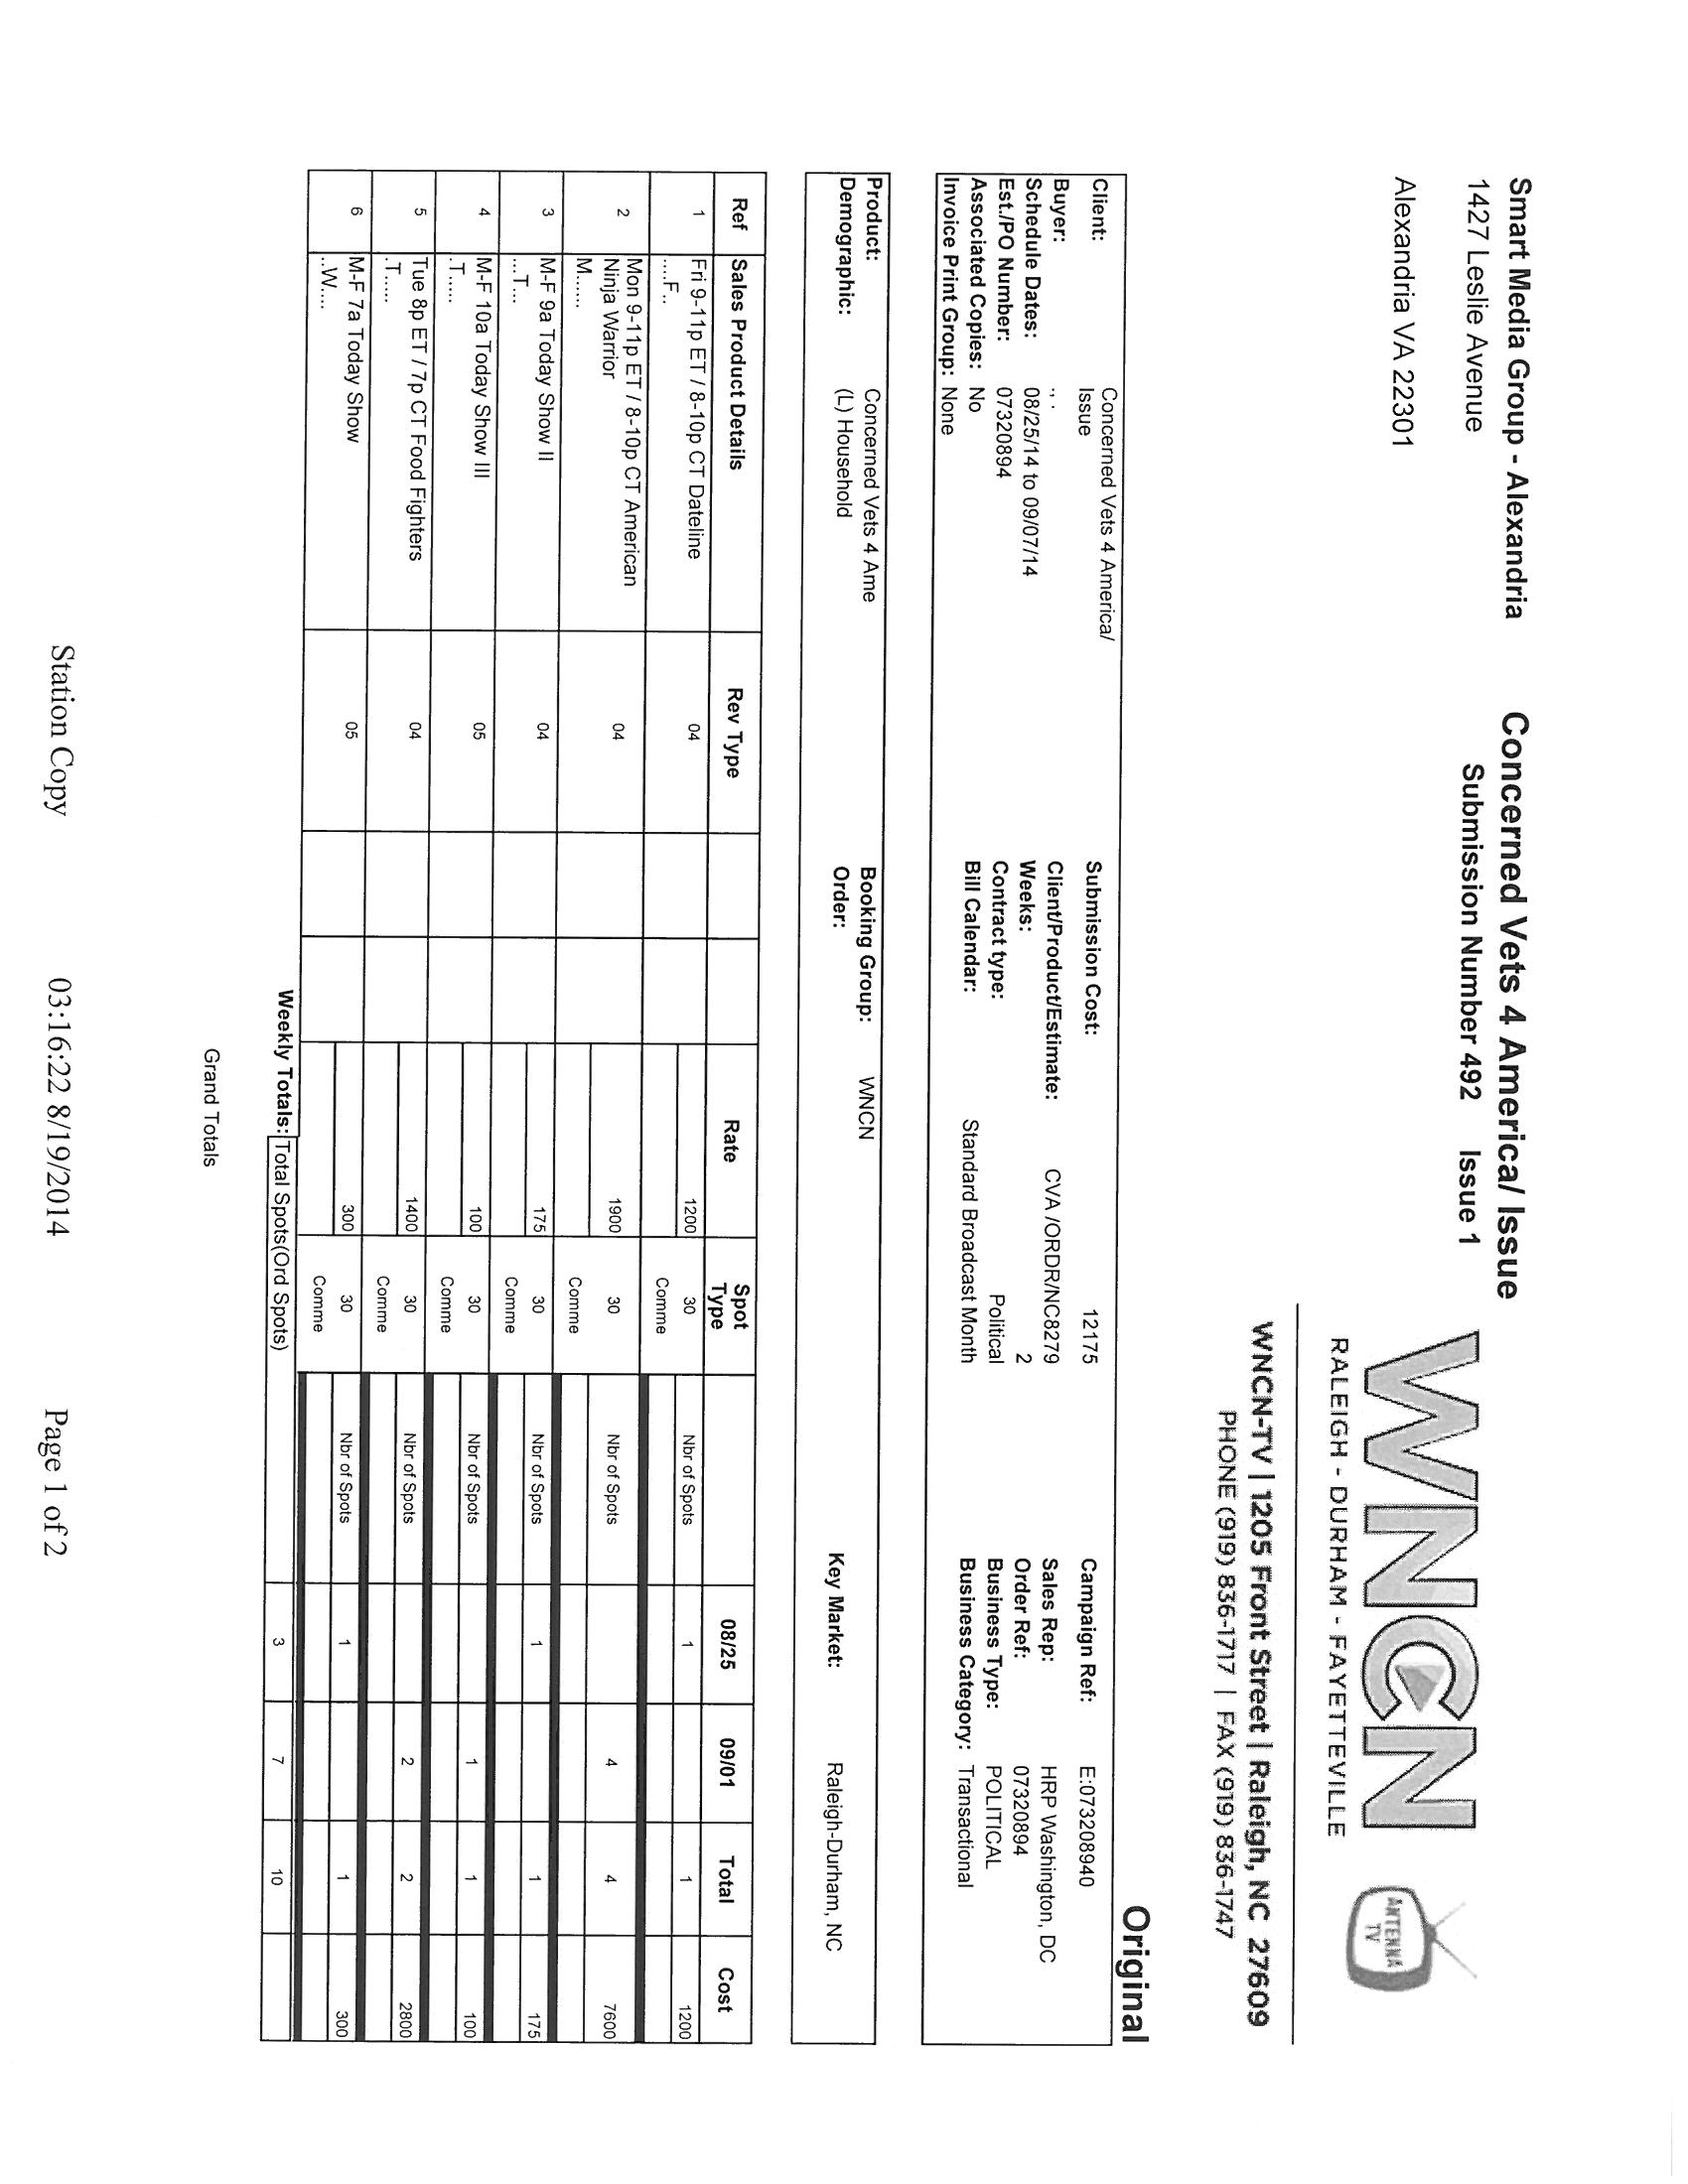 Smart Media Group - Alexandria
1427 Leslie Avenue
Alexandria VA 22301
Concerned Vets 4 America/ Issue
Submission Number 492 Issue 1
WNCN
RALEIGH - DURHAM - FAYETTEVILLE
ANTENNA TV
WNCN-TV | 1205 Front Street | Raleigh, NC 27609
PHONE (919) 836-1717 | FAX (919) 836-1747
Original
Client: Concerned Vets 4 America/ Issue
Buyer: ., .
Schedule Dates: 08/25/14 to 09/07/14
Est./PO Number: 07320894
Associated Copies: No
Invoice Print Group: None
Submission Cost: 12175
Client/Product/Estimate: CVA /ORDR/NC8279
Weeks: 2
Contract type: Political
Bill Calendar: Standard Broadcast Month
Campaign Ref: E:073208940
Sales Rep: HRP Washington, DC
Order Ref: 07320894
Business Type: POLITICAL
Business Category: Transactional
Product: Concerned Vets 4 Ame
Demographic: (L) Household
Booking Group: WNCN
Order:
Key Market: Raleigh-Durham, NC
Ref Sales Product Details Rev Type Rate Spot Type 08/25 09/01 Total Cost
1 Fri 9-11p ET / 8-10p CT Dateline 04 1200 30 Nbr of Spots 1 1 1200
....F.. Comme
2 Mon 9-11p ET / 8-10p CT American
Ninja Warrior 04 1900 30 Nbr of Spots 4 4 7600
M...... Comme
3 M-F 9a Today Show II 04 175 30 Nbr of Spots 1 1 175
...T... Comme
4 M-F 10a Today Show III 05 100 30 Nbr of Spots 1 1 100
.T..... Comme
5 Tue 8p ET / 7p CT Food Fighters 04 1400 30 Nbr of Spots 2 2 2800
.T..... Comme
6 M-F 7a Today Show 05 300 30 Nbr of Spots 1 1 300
..W.... Comme
Weekly Totals: Total Spots(Ord Spots) 3 7 10
Grand Totals
Station Copy 03:16:22 8/19/2014 Page 1 of 2